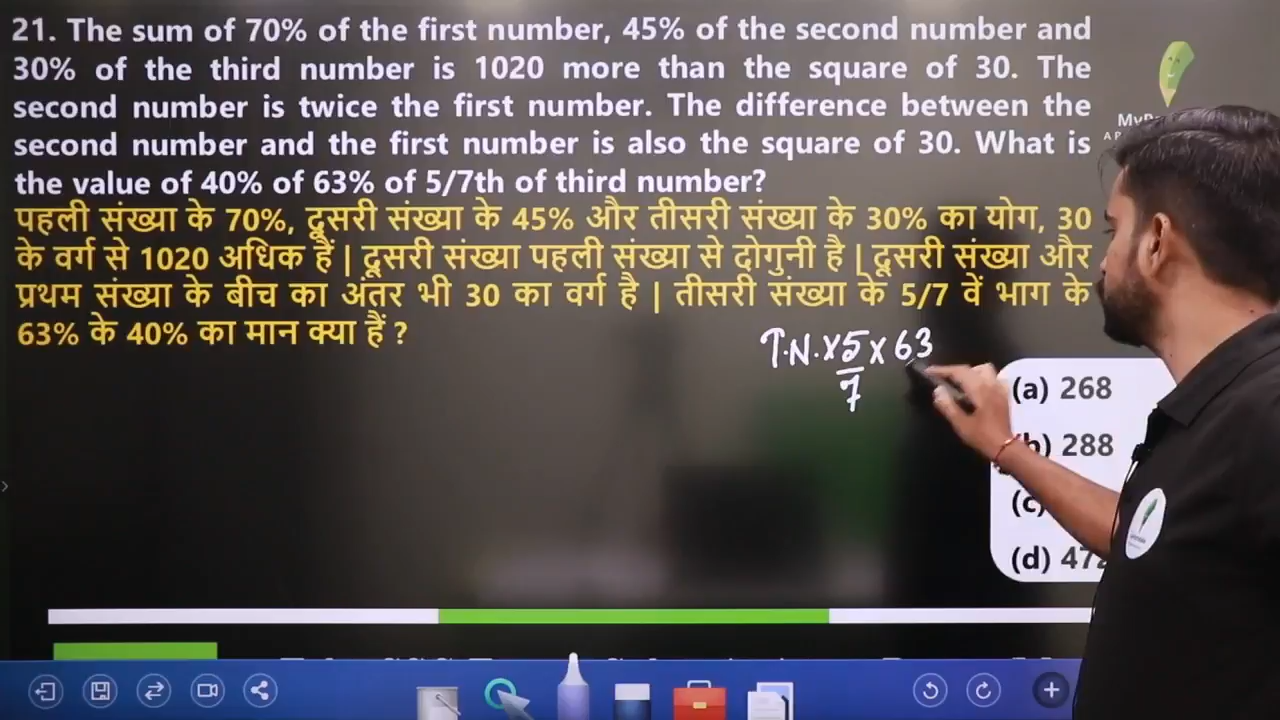 21. The sum of 70% of the first number, 45% of the second number and
30% of the third number is 1020 more than the square of 30. The
second number is twice the first number. The difference between the
second number and the first number is also the square of 30. What is
the value of 40% of 63% of 5/7th of third number?
पहली संख्या के 70%, दूसरी संख्या के 45% और तीसरी संख्या के 30% का योग, 30
के वर्ग से 1020 अधिक हैं | दूसरी संख्या पहली संख्या से दोगुनी है | दूसरी संख्या और
प्रथम संख्या के बीच का अंतर भी 30 का वर्ग है | तीसरी संख्या के 5/7 वें भाग के
63% के 40% का मान क्या हैं ?
T.N. x 5/7 x 63
(a) 268
(b) 288
(c)
(d) 47